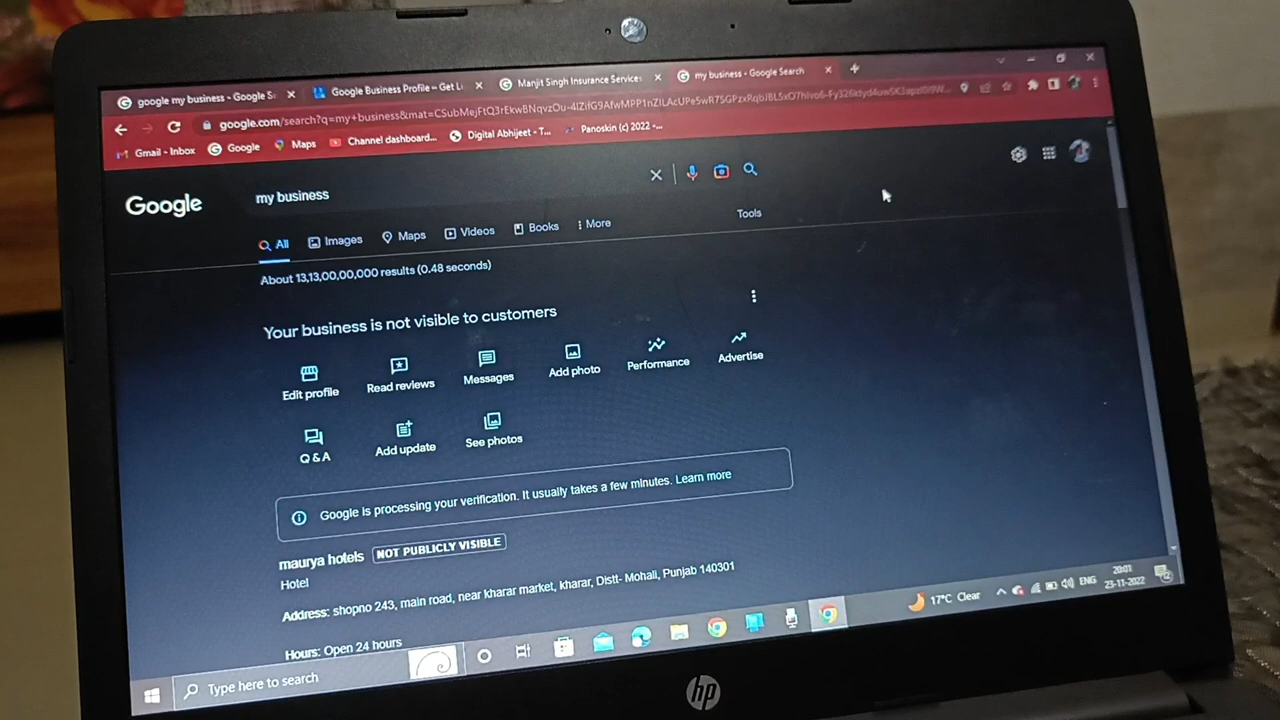 google my business - Google Se
Google Business Profile – Get Li
Manjit Singh Insurance Services
my business - Google Search
google.com/search?q=my+business&mat=
Gmail - Inbox
Google
Maps
Channel dashboard...
Digital Abhijeet - T...
Panoskin (c) 2022 -...
Google
my business
All
Images
Maps
Videos
Books
More
Tools
About 13,13,00,00,000 results (0.48 seconds)
Your business is not visible to customers
Edit profile
Read reviews
Messages
Add photo
Performance
Advertise
Q & A
Add update
See photos
Google is processing your verification. It usually takes a few minutes. Learn more
maurya hotels NOT PUBLICLY VISIBLE
Hotel
Address: shopno 243, main road, near kharar market, kharar, Distt- Mohali, Punjab 140301
Hours: Open 24 hours
Type here to search
17°C Clear
ENG
20:01
23-11-2022
hp